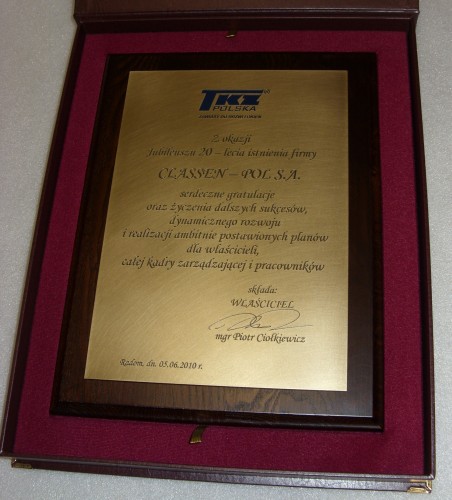 TKZ
POLSKA
Z okazji
Jubileuszu 20 – lecia istnienia firmy
CLASSEN – POL S.A.
serdeczne gratulacje
oraz życzenia dalszych sukcesów,
dynamicznego rozwoju
i realizacji ambitnie postawionych planów
dla właścicieli,
całej kadry zarządzającej i pracowników
składa:
WŁAŚCICIEL
mgr Piotr Ciołkiewicz
Radom, dn. 05.06.2010 r.